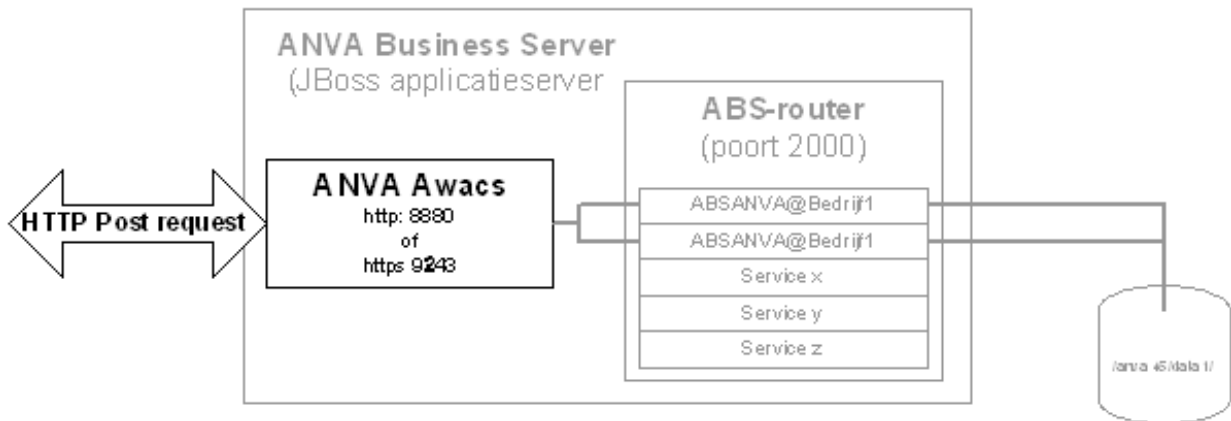 ANVA Business Server
(JBoss applicatieserver
ABS-router
(poort 2000)
HTTP Post request
ANVA Awacs
http: 8880
of
https 9243
ABSANVA@Bedrijf1
ABSANVA@Bedrijf1
Service x
Service y
Service z